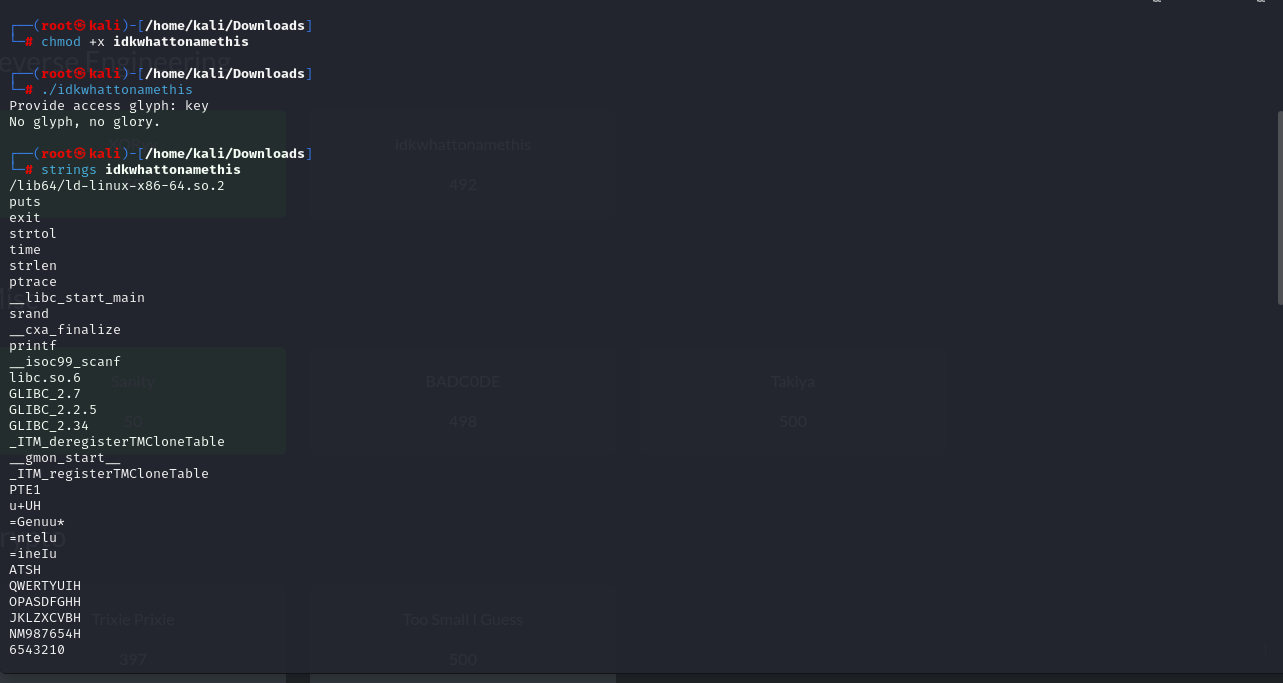 ┌──(root㉿kali)-[/home/kali/Downloads]
└─# chmod +x idkwhattonamethis
everse Engineering
┌──(root㉿kali)-[/home/kali/Downloads]
└─# ./idkwhattonamethis
Provide access glyph: key
No glyph, no glory.
idkwhattonamethis
┌──(root㉿kali)-[/home/kali/Downloads]
└─# strings idkwhattonamethis
/lib64/ld-linux-x86-64.so.2
492
puts
exit
strtol
time
strlen
ptrace
__libc_start_main
srand
__cxa_finalize
printf
__isoc99_scanf
libc.so.6
Sanity
BADC0DE
Takiya
GLIBC_2.7
GLIBC_2.2.5
50
498
500
GLIBC_2.34
_ITM_deregisterTMCloneTable
__gmon_start__
_ITM_registerTMCloneTable
PTE1
u+UH
=Genuu*
=ntelu
=ineIu
ATSH
QWERTYUIH
OPASDFGHH
JKLZXCVBH
Trixie Prixie
Too Small I Guess
NM987654H
6543210
397
500